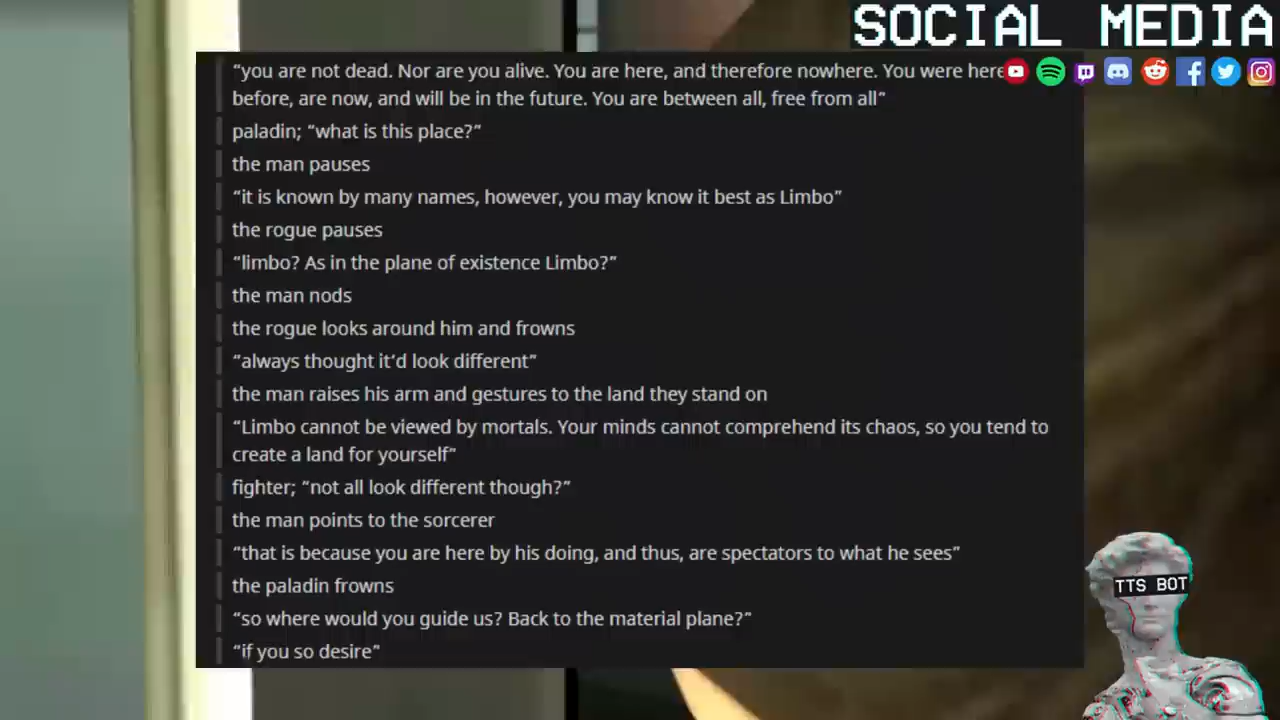 SOCIAL MEDIA
“you are not dead. Nor are you alive. You are here, and therefore nowhere. You were here
before, are now, and will be in the future. You are between all, free from all”
paladin; “what is this place?”
the man pauses
“it is known by many names, however, you may know it best as Limbo”
the rogue pauses
“limbo? As in the plane of existence Limbo?”
the man nods
the rogue looks around him and frowns
“always thought it’d look different”
the man raises his arm and gestures to the land they stand on
“Limbo cannot be viewed by mortals. Your minds cannot comprehend its chaos, so you tend to
create a land for yourself”
fighter; “not all look different though?”
the man points to the sorcerer
“that is because you are here by his doing, and thus, are spectators to what he sees”
the paladin frowns
“so where would you guide us? Back to the material plane?”
“if you so desire”
TTS BOT